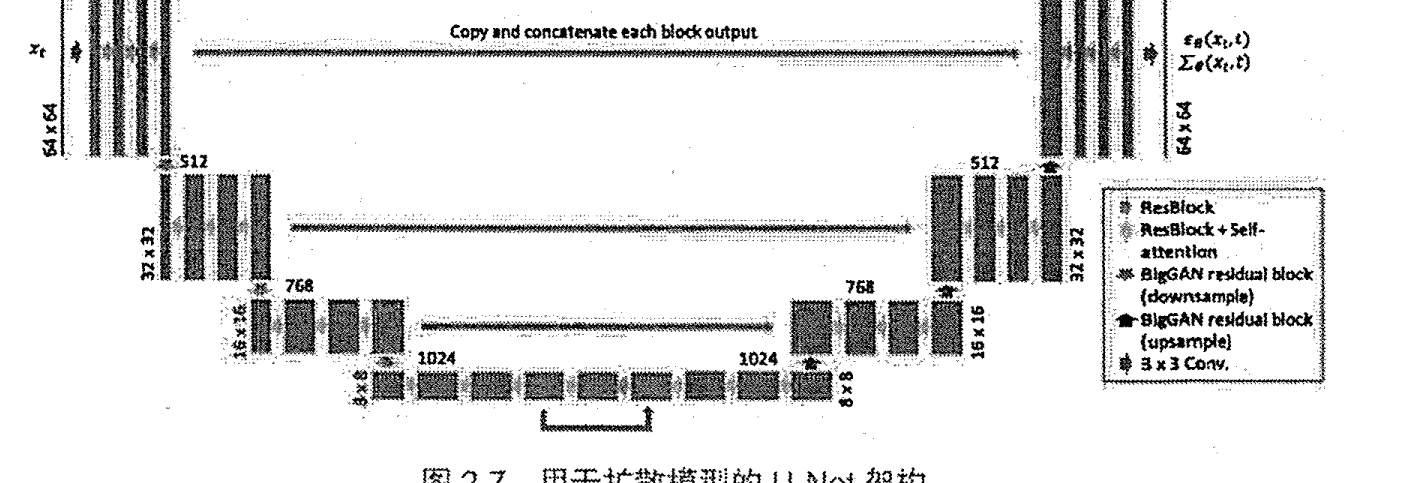 Copy and concatenate each block output
x_t
ε_θ(x_t,t)
Σ_θ(x_t,t)
64 x 64
64 x 64
512
512
32 x 32
32 x 32
768
768
16 x 16
16 x 16
1024
1024
8 x 8
8 x 8
ResBlock
ResBlock + Self-
attention
BigGAN residual block
(downsample)
BigGAN residual block
(upsample)
3 x 3 Conv.
图 2.7 用于扩散模型的 U-Net 架构